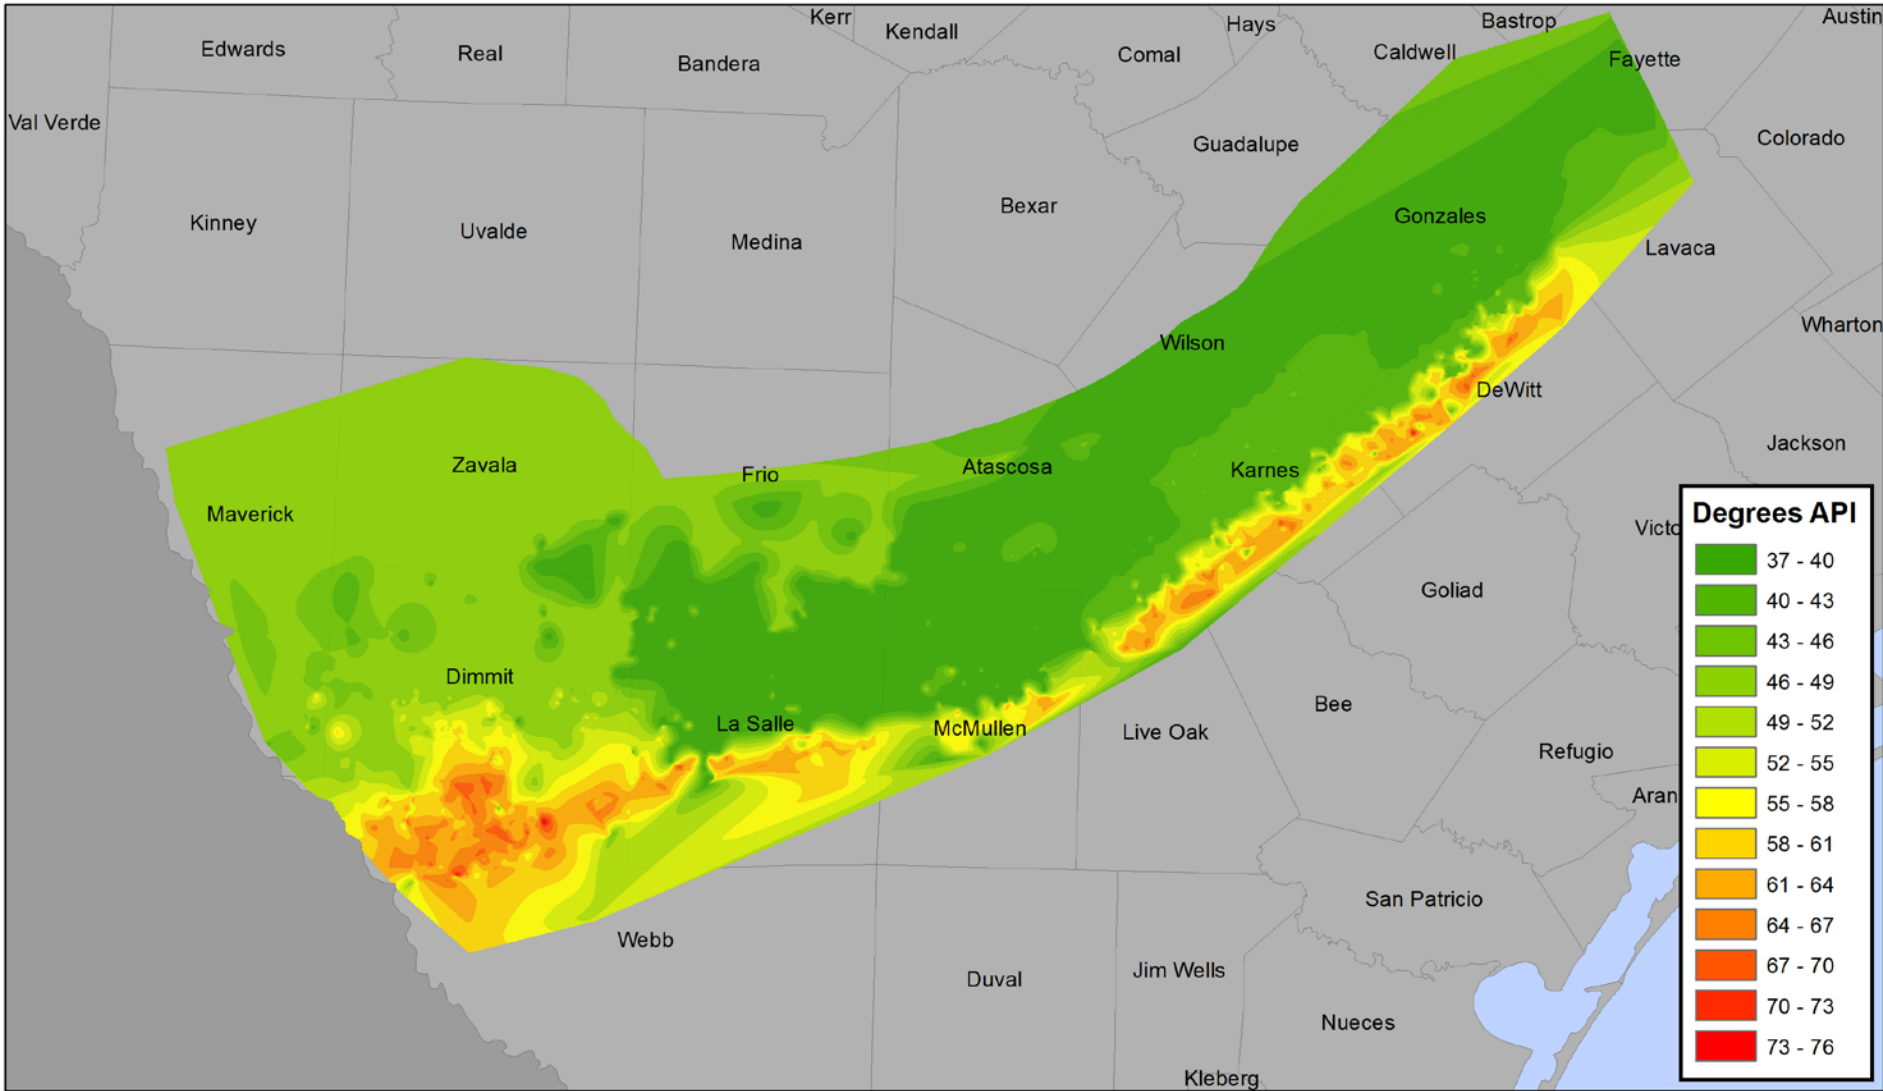 Kerr
Kendall
Hays
Bastrop
Austin
Edwards
Real
Bandera
Comal
Caldwell
Fayette
Val Verde
Guadalupe
Colorado
Kinney
Uvalde
Medina
Bexar
Gonzales
Lavaca
Wilson
Wharton
DeWitt
Zavala
Frio
Atascosa
Karnes
Jackson
Maverick
Victo
Goliad
Dimmit
La Salle
McMullen
Live Oak
Bee
Refugio
Aran
San Patricio
Webb
Duval
Jim Wells
Nueces
Kleberg
Degrees API
37 - 40
40 - 43
43 - 46
46 - 49
49 - 52
52 - 55
55 - 58
58 - 61
61 - 64
64 - 67
67 - 70
70 - 73
73 - 76